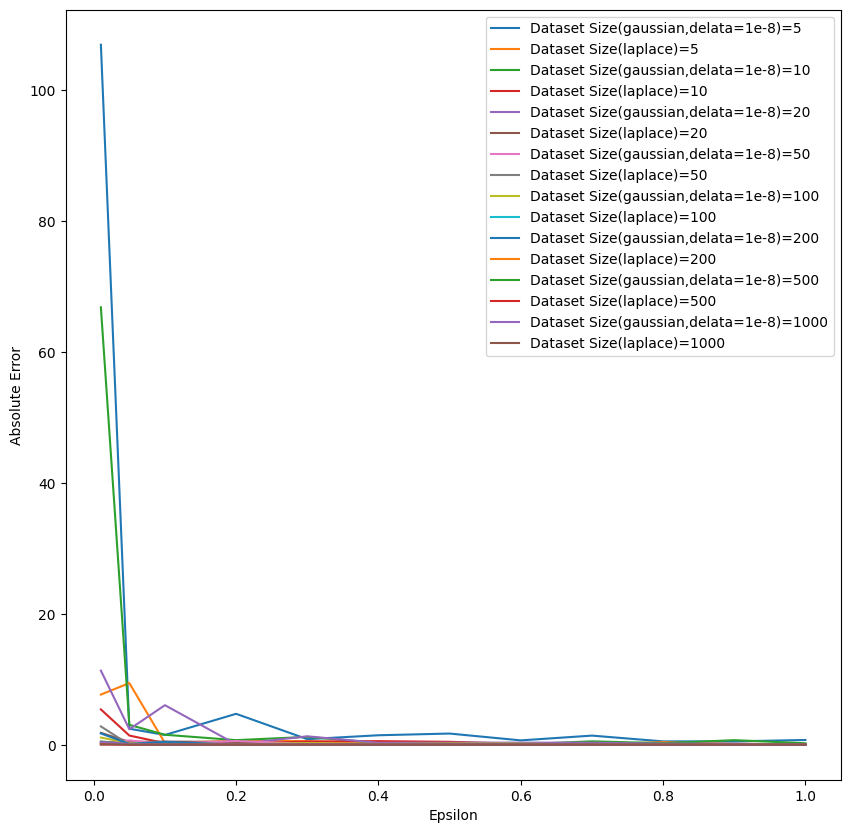 Dataset Size(gaussian,delata=1e-8)=5
Dataset Size(laplace)=5
Dataset Size(gaussian,delata=1e-8)=10
Dataset Size(laplace)=10
Dataset Size(gaussian,delata=1e-8)=20
Dataset Size(laplace)=20
Dataset Size(gaussian,delata=1e-8)=50
Dataset Size(laplace)=50
Dataset Size(gaussian,delata=1e-8)=100
Dataset Size(laplace)=100
Dataset Size(gaussian,delata=1e-8)=200
Dataset Size(laplace)=200
Dataset Size(gaussian,delata=1e-8)=500
Dataset Size(laplace)=500
Dataset Size(gaussian,delata=1e-8)=1000
Dataset Size(laplace)=1000
Absolute Error
100
80
60
40
20
0
0.0 0.2 0.4 0.6 0.8 1.0
Epsilon